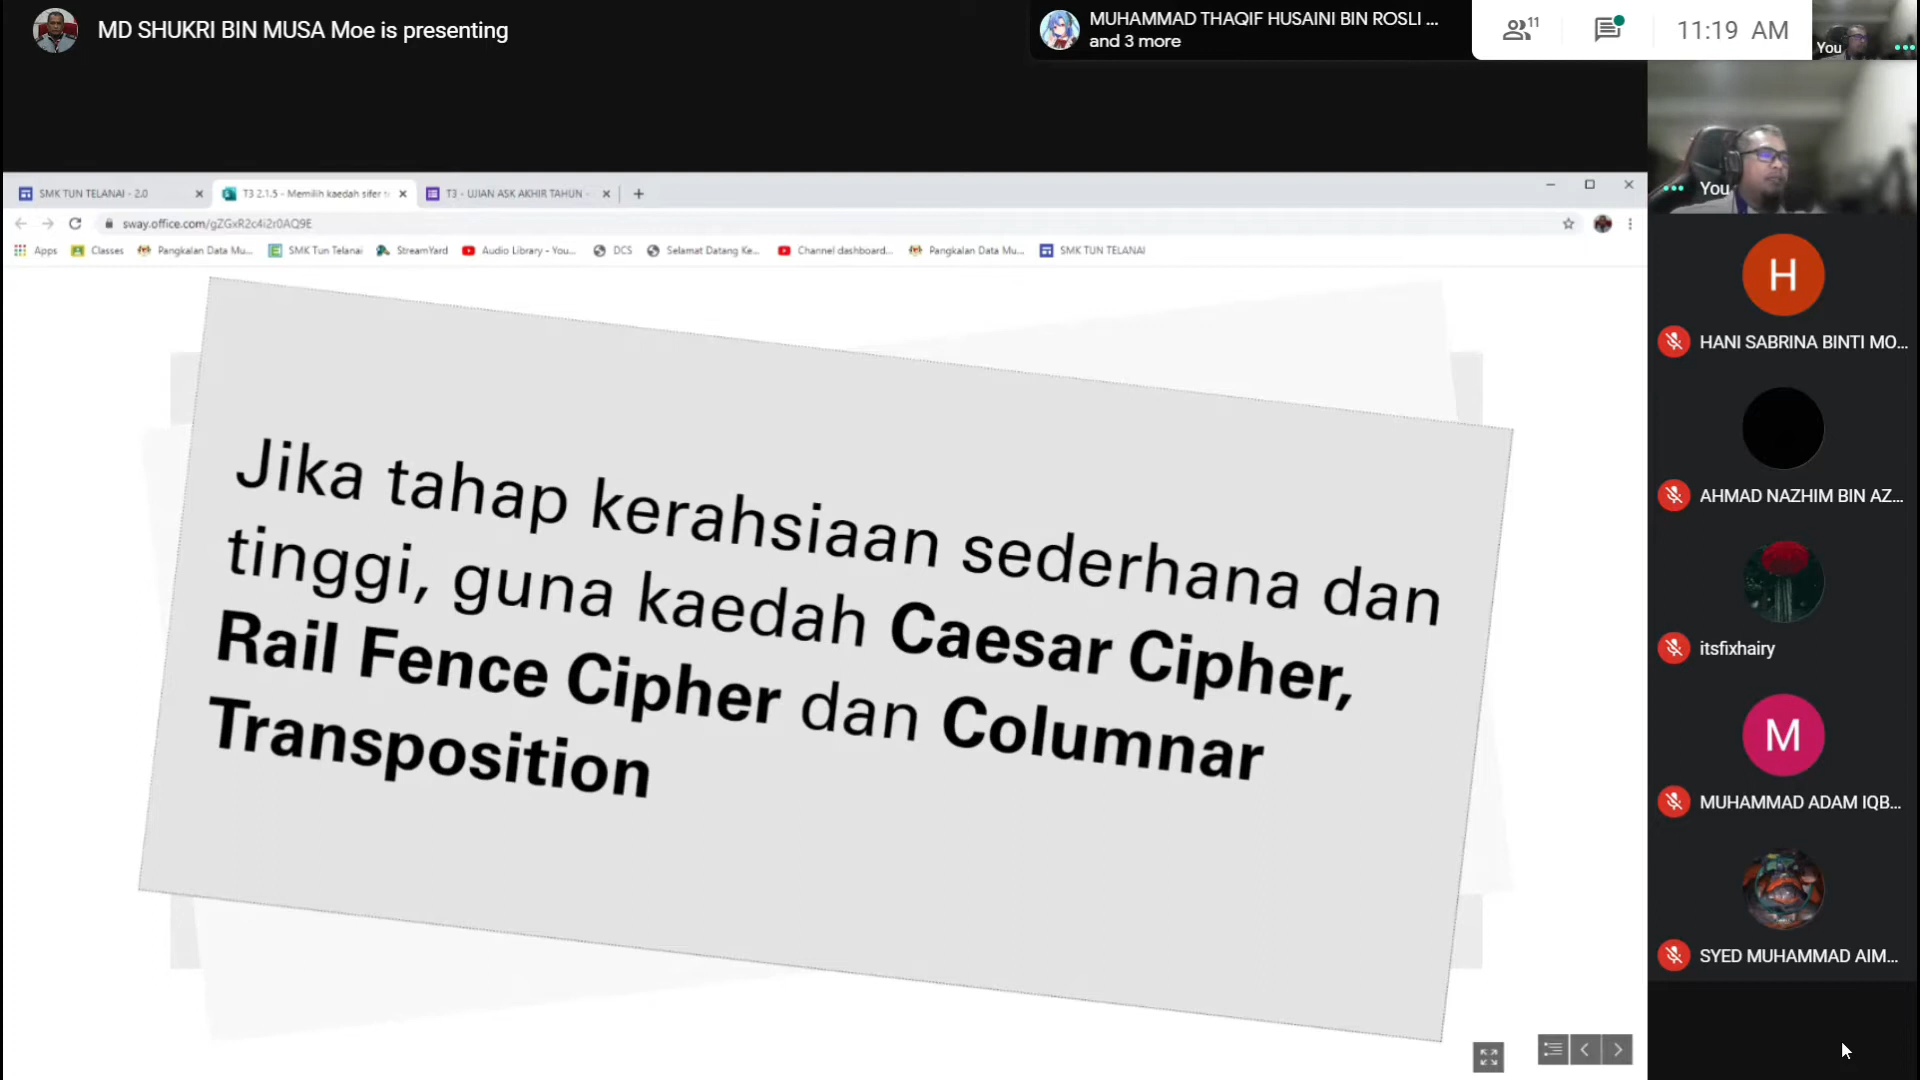 MD SHUKRI BIN MUSA Moe is presenting
MUHAMMAD THAQIF HUSAINI BIN ROSLI ...
and 3 more
11
11:19 AM
You
You
SMK TUN TELANAI - 2.0
T3 2.1.5 - Memilih kaedah sifer
T3 - UJIAN ASK AKHIR TAHUN -
sway.office.com/gZGxR2c4i2r0AQ9E
Apps
Classes
Pangkalan Data Mu...
SMK Tun Telanai
StreamYard
Audio Library - You...
DCS
Selamat Datang Ke...
Channel dashboard...
Pangkalan Data Mu...
SMK TUN TELANAI
Jika tahap kerahsiaan sederhana dan
tinggi, guna kaedah Caesar Cipher,
Rail Fence Cipher dan Columnar
Transposition
H
HANI SABRINA BINTI MO...
AHMAD NAZHIM BIN AZ...
itsfixhairy
M
MUHAMMAD ADAM IQB...
SYED MUHAMMAD AIM...